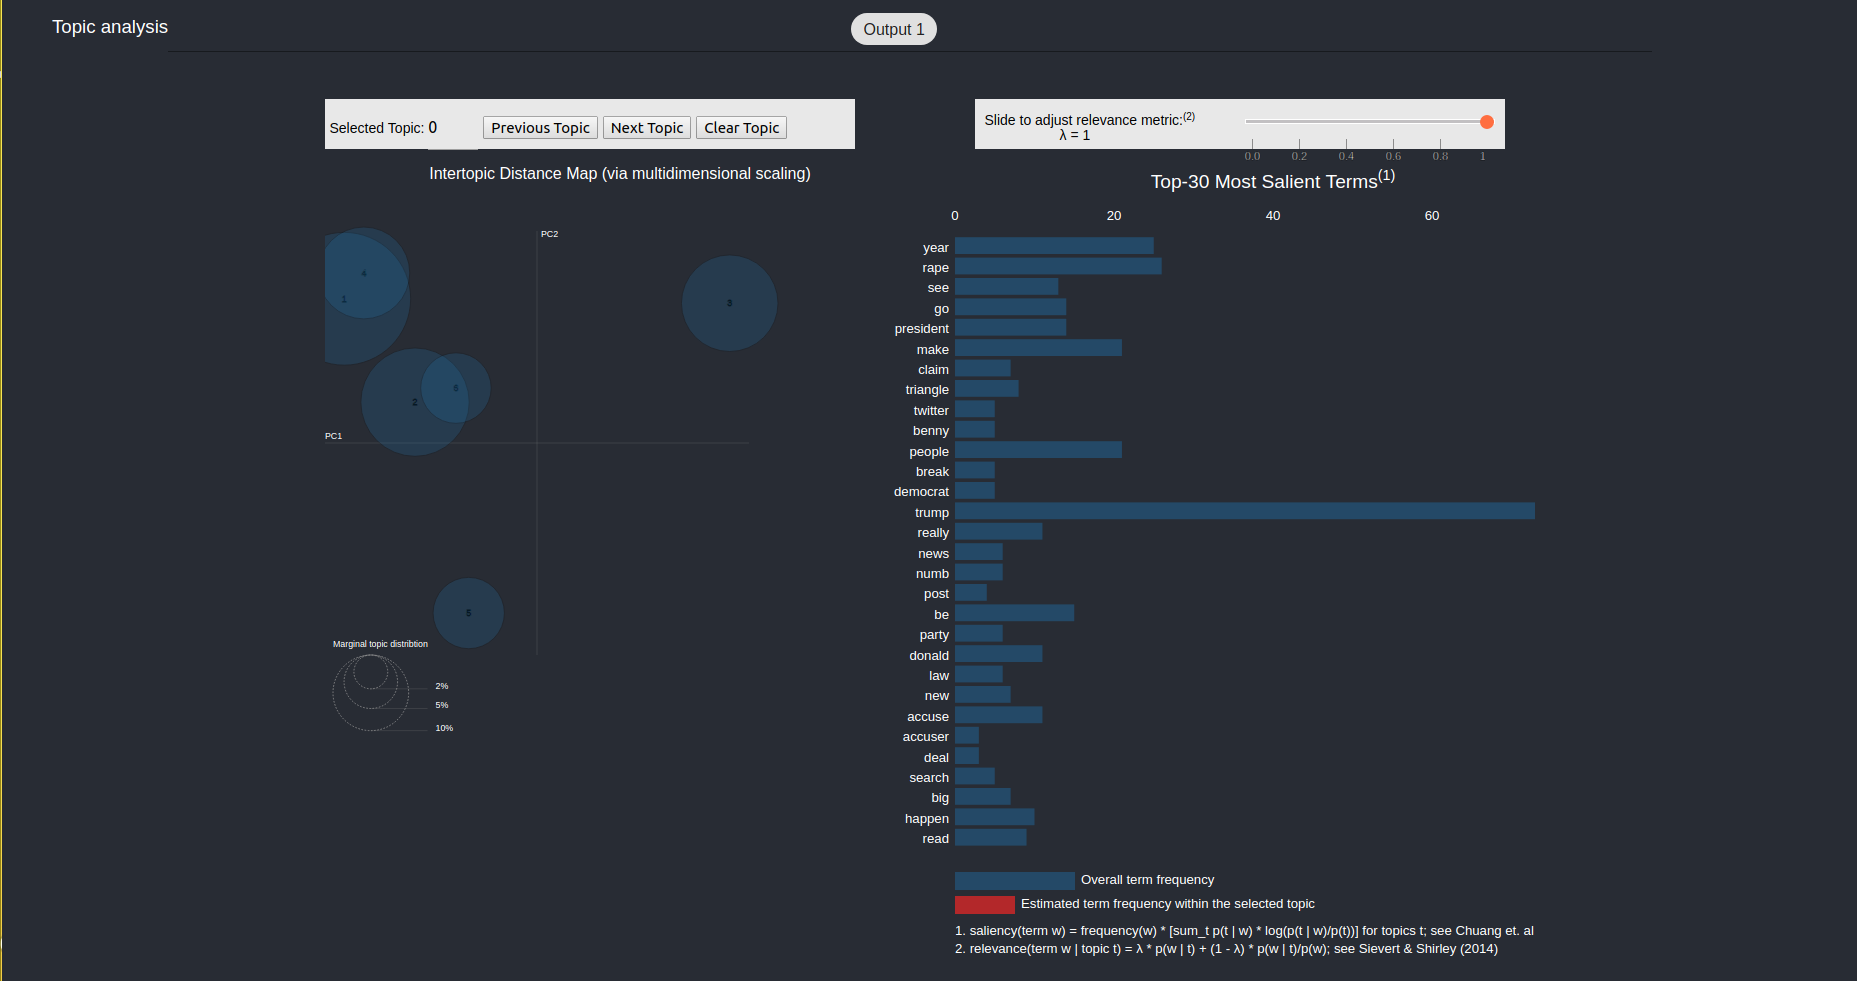 Topic analysis
Output 1
Selected Topic: 0
Previous Topic
Next Topic
Clear Topic
Slide to adjust relevance metric:(2)
λ = 1
0.0 0.2 0.4 0.6 0.8 1
Intertopic Distance Map (via multidimensional scaling)
PC2
PC1
4
1
3
2
6
5
Marginal topic distribtion
2%
5%
10%
Top-30 Most Salient Terms(1)
0 20 40 60
year
rape
see
go
president
make
claim
triangle
twitter
benny
people
break
democrat
trump
really
news
numb
post
be
party
donald
law
new
accuse
accuser
deal
search
big
happen
read
Overall term frequency
Estimated term frequency within the selected topic
1. saliency(term w) = frequency(w) * [sum_t p(t | w) * log(p(t | w)/p(t))] for topics t; see Chuang et. al
2. relevance(term w | topic t) = λ * p(w | t) + (1 - λ) * p(w | t)/p(w); see Sievert & Shirley (2014)